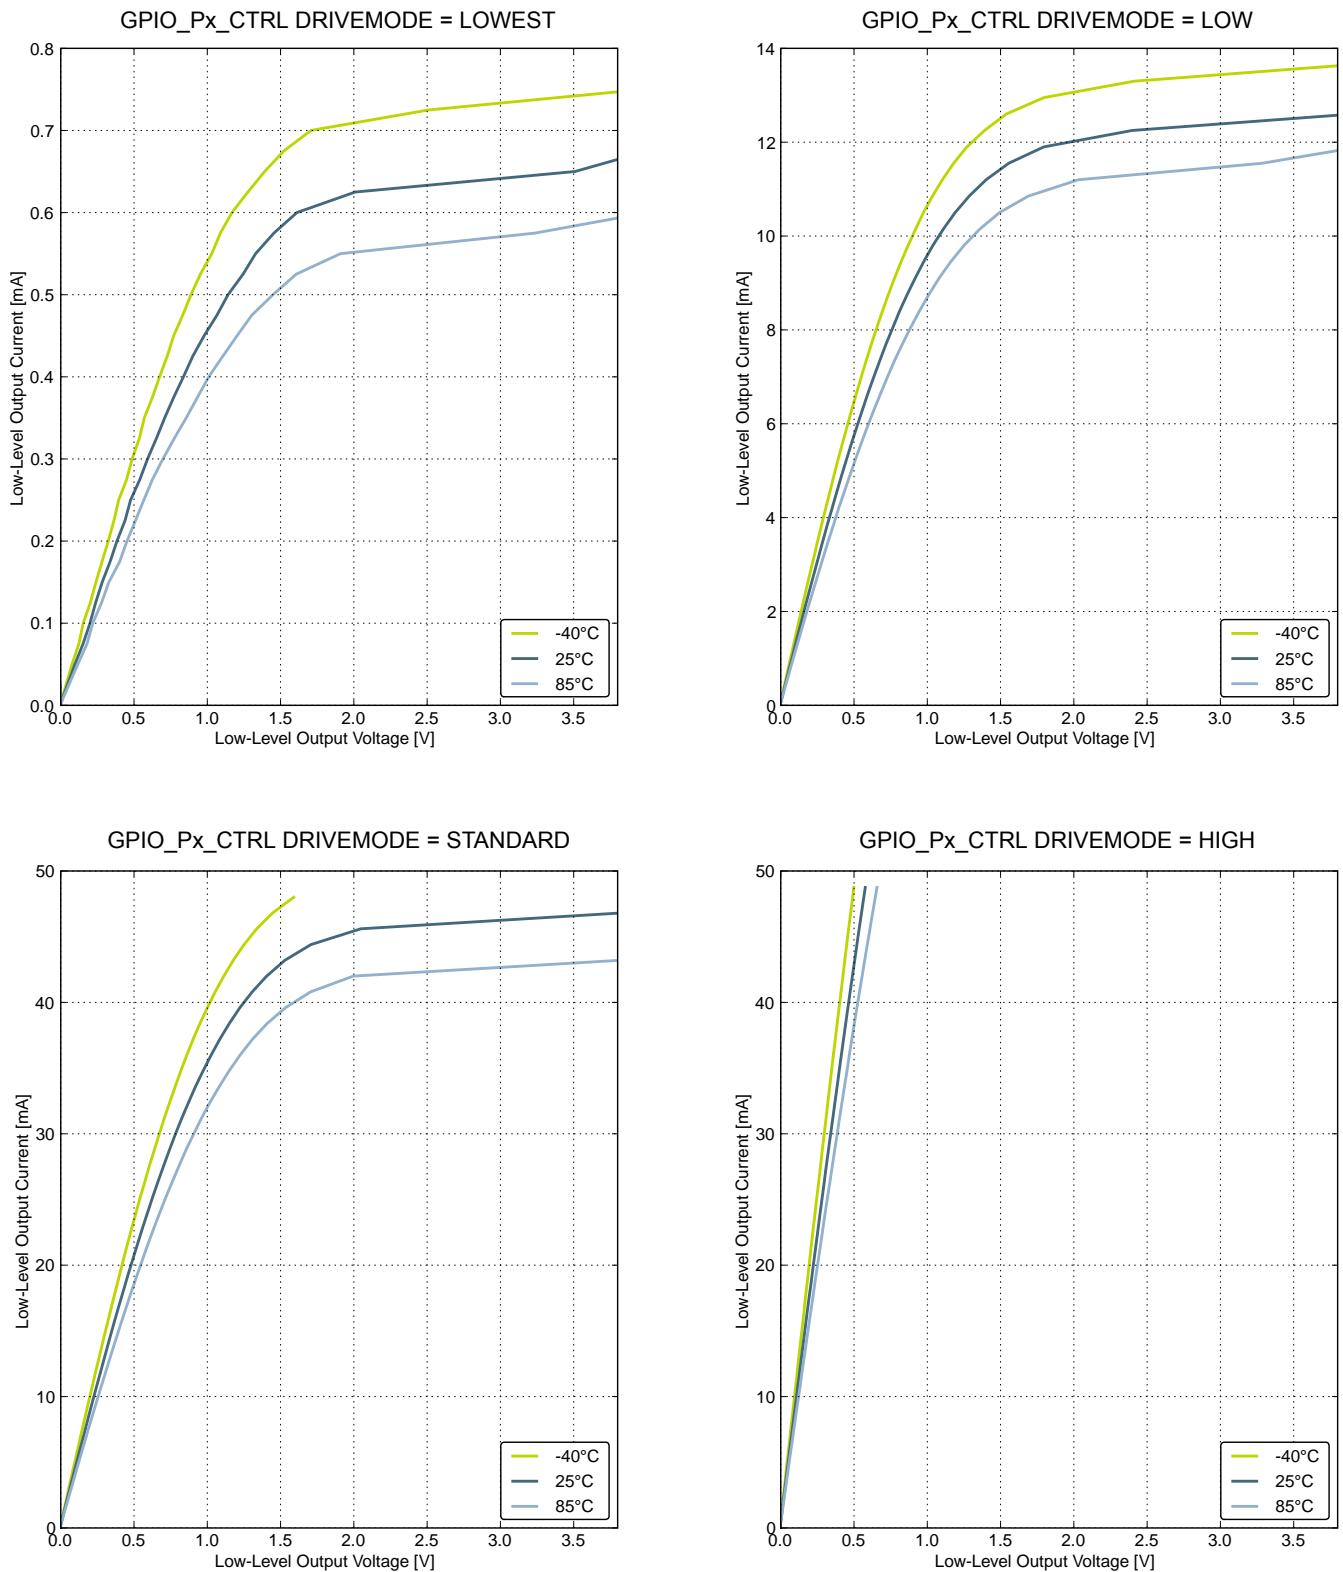 GPIO_Px_CTRL DRIVEMODE = LOWEST
0.8
0.7
0.6
0.5
0.4
0.3
0.2
0.1
0.0
Low-Level Output Current [mA]
-40°C
25°C
85°C
0.0 0.5 1.0 1.5 2.0 2.5 3.0 3.5
Low-Level Output Voltage [V]
GPIO_Px_CTRL DRIVEMODE = LOW
14
12
10
8
6
4
2
0
Low-Level Output Current [mA]
-40°C
25°C
85°C
0.0 0.5 1.0 1.5 2.0 2.5 3.0 3.5
Low-Level Output Voltage [V]
GPIO_Px_CTRL DRIVEMODE = STANDARD
50
40
30
20
10
0
Low-Level Output Current [mA]
-40°C
25°C
85°C
0.0 0.5 1.0 1.5 2.0 2.5 3.0 3.5
Low-Level Output Voltage [V]
GPIO_Px_CTRL DRIVEMODE = HIGH
50
40
30
20
10
0
Low-Level Output Current [mA]
-40°C
25°C
85°C
0.0 0.5 1.0 1.5 2.0 2.5 3.0 3.5
Low-Level Output Voltage [V]